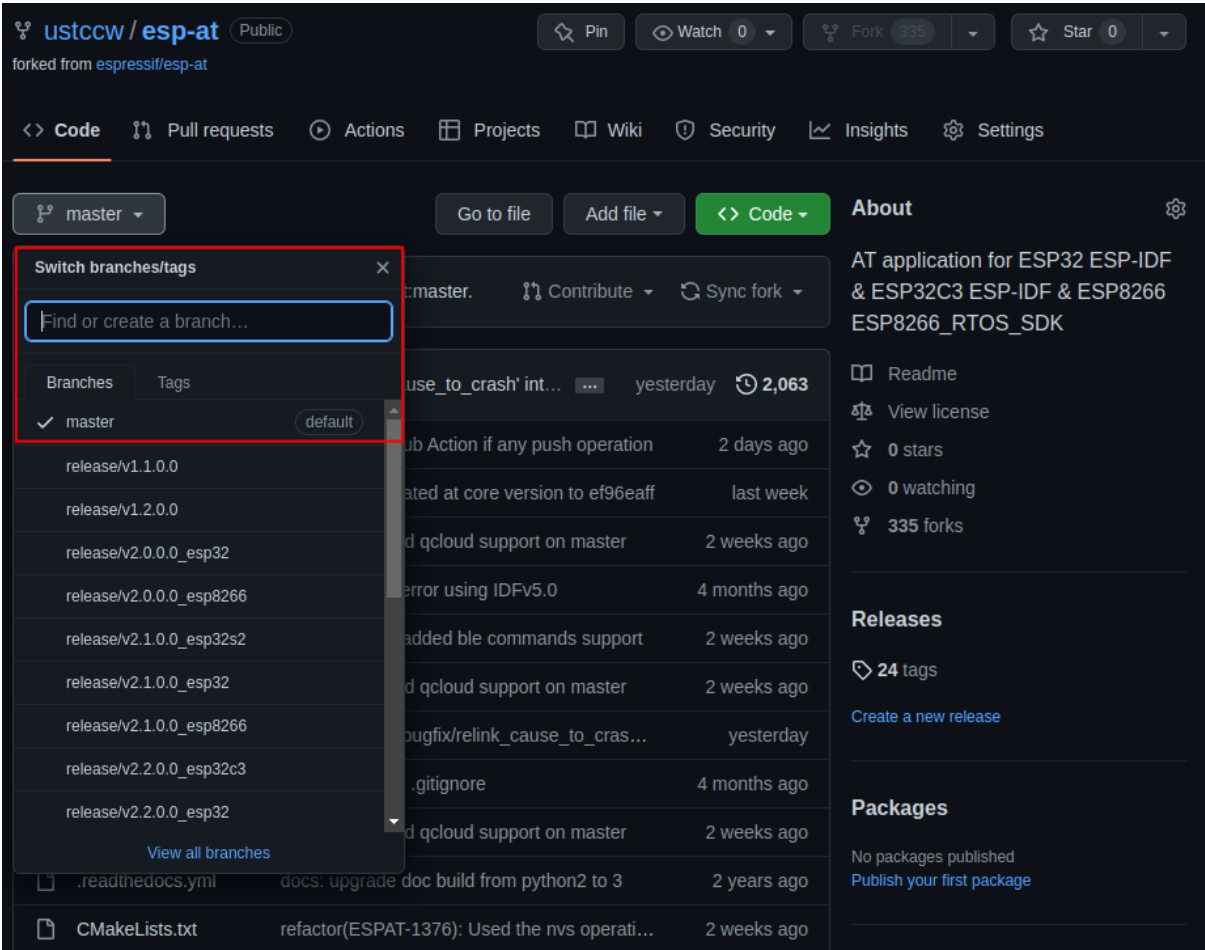 ustccw / esp-at Public
Pin
Watch 0
Fork 335
Star 0
forked from espressif/esp-at
Code
Pull requests
Actions
Projects
Wiki
Security
Insights
Settings
master
Go to file
Add file
Code
Switch branches/tags
Find or create a branch…
Branches
Tags
master default
release/v1.1.0.0
release/v1.2.0.0
release/v2.0.0.0_esp32
release/v2.0.0.0_esp8266
release/v2.1.0.0_esp32s2
release/v2.1.0.0_esp32
release/v2.1.0.0_esp8266
release/v2.2.0.0_esp32c3
release/v2.2.0.0_esp32
View all branches
t:master.
Contribute
Sync fork
use_to_crash' int… ... yesterday 2,063
ub Action if any push operation 2 days ago
ated at core version to ef96eaff last week
d qcloud support on master 2 weeks ago
error using IDFv5.0 4 months ago
added ble commands support 2 weeks ago
d qcloud support on master 2 weeks ago
bugfix/relink_cause_to_cras… yesterday
.gitignore 4 months ago
d qcloud support on master 2 weeks ago
.readthedocs.yml docs: upgrade doc build from python2 to 3 2 years ago
CMakeLists.txt refactor(ESPAT-1376): Used the nvs operati… 2 weeks ago
About
AT application for ESP32 ESP-IDF
& ESP32C3 ESP-IDF & ESP8266
ESP8266_RTOS_SDK
Readme
View license
0 stars
0 watching
335 forks
Releases
24 tags
Create a new release
Packages
No packages published
Publish your first package